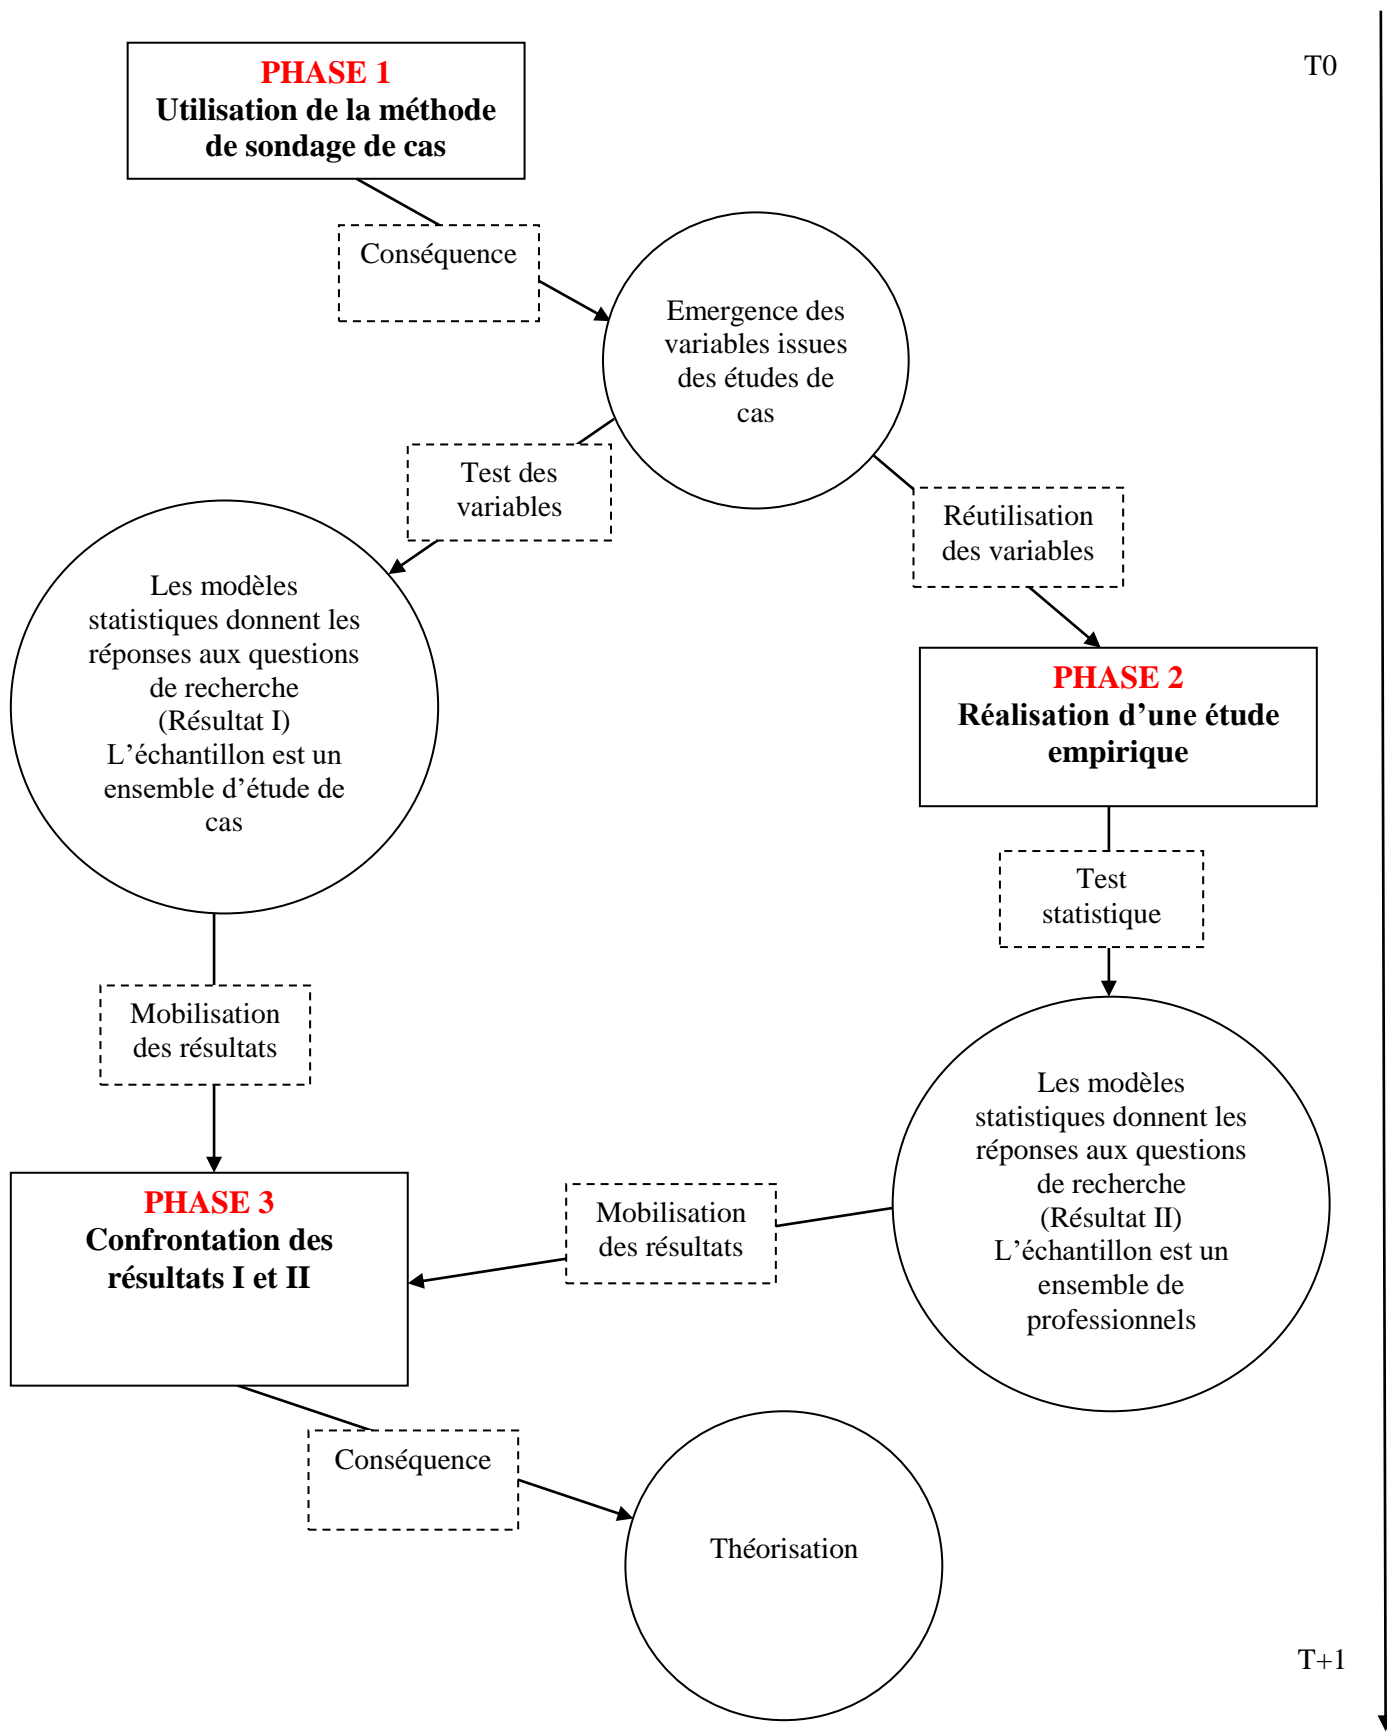 T0
PHASE 1
Utilisation de la méthode
de sondage de cas
Conséquence
Emergence des
variables issues
des études de
cas
Test des
variables
Réutilisation
des variables
Les modèles
statistiques donnent les
réponses aux questions
de recherche
(Résultat I)
L’échantillon est un
ensemble d’étude de
cas
PHASE 2
Réalisation d’une étude
empirique
Test
statistique
Mobilisation
des résultats
Les modèles
statistiques donnent les
réponses aux questions
de recherche
(Résultat II)
L’échantillon est un
ensemble de
professionnels
Mobilisation
des résultats
PHASE 3
Confrontation des
résultats I et II
Conséquence
Théorisation
T+1